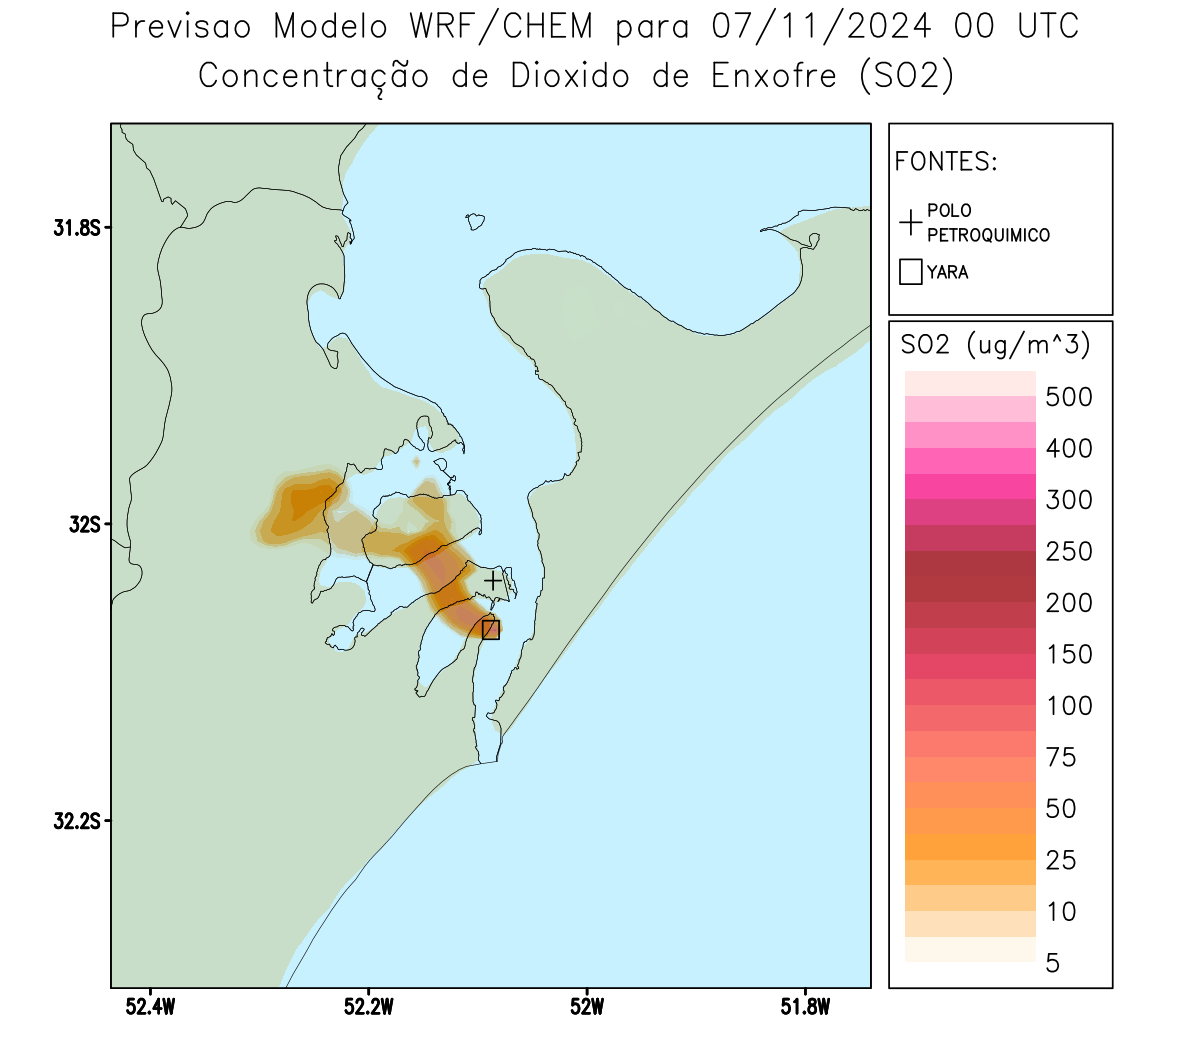 Previsao Modelo WRF/CHEM para 07/11/2024 00 UTC
Concentração de Dioxido de Enxofre (SO2)
FONTES:
POLO
PETROQUIMICO
YARA
SO2 (ug/m^3)
500
400
300
250
200
150
100
75
50
25
10
5
31.8S
32S
32.2S
52.4W
52.2W
52W
51.8W